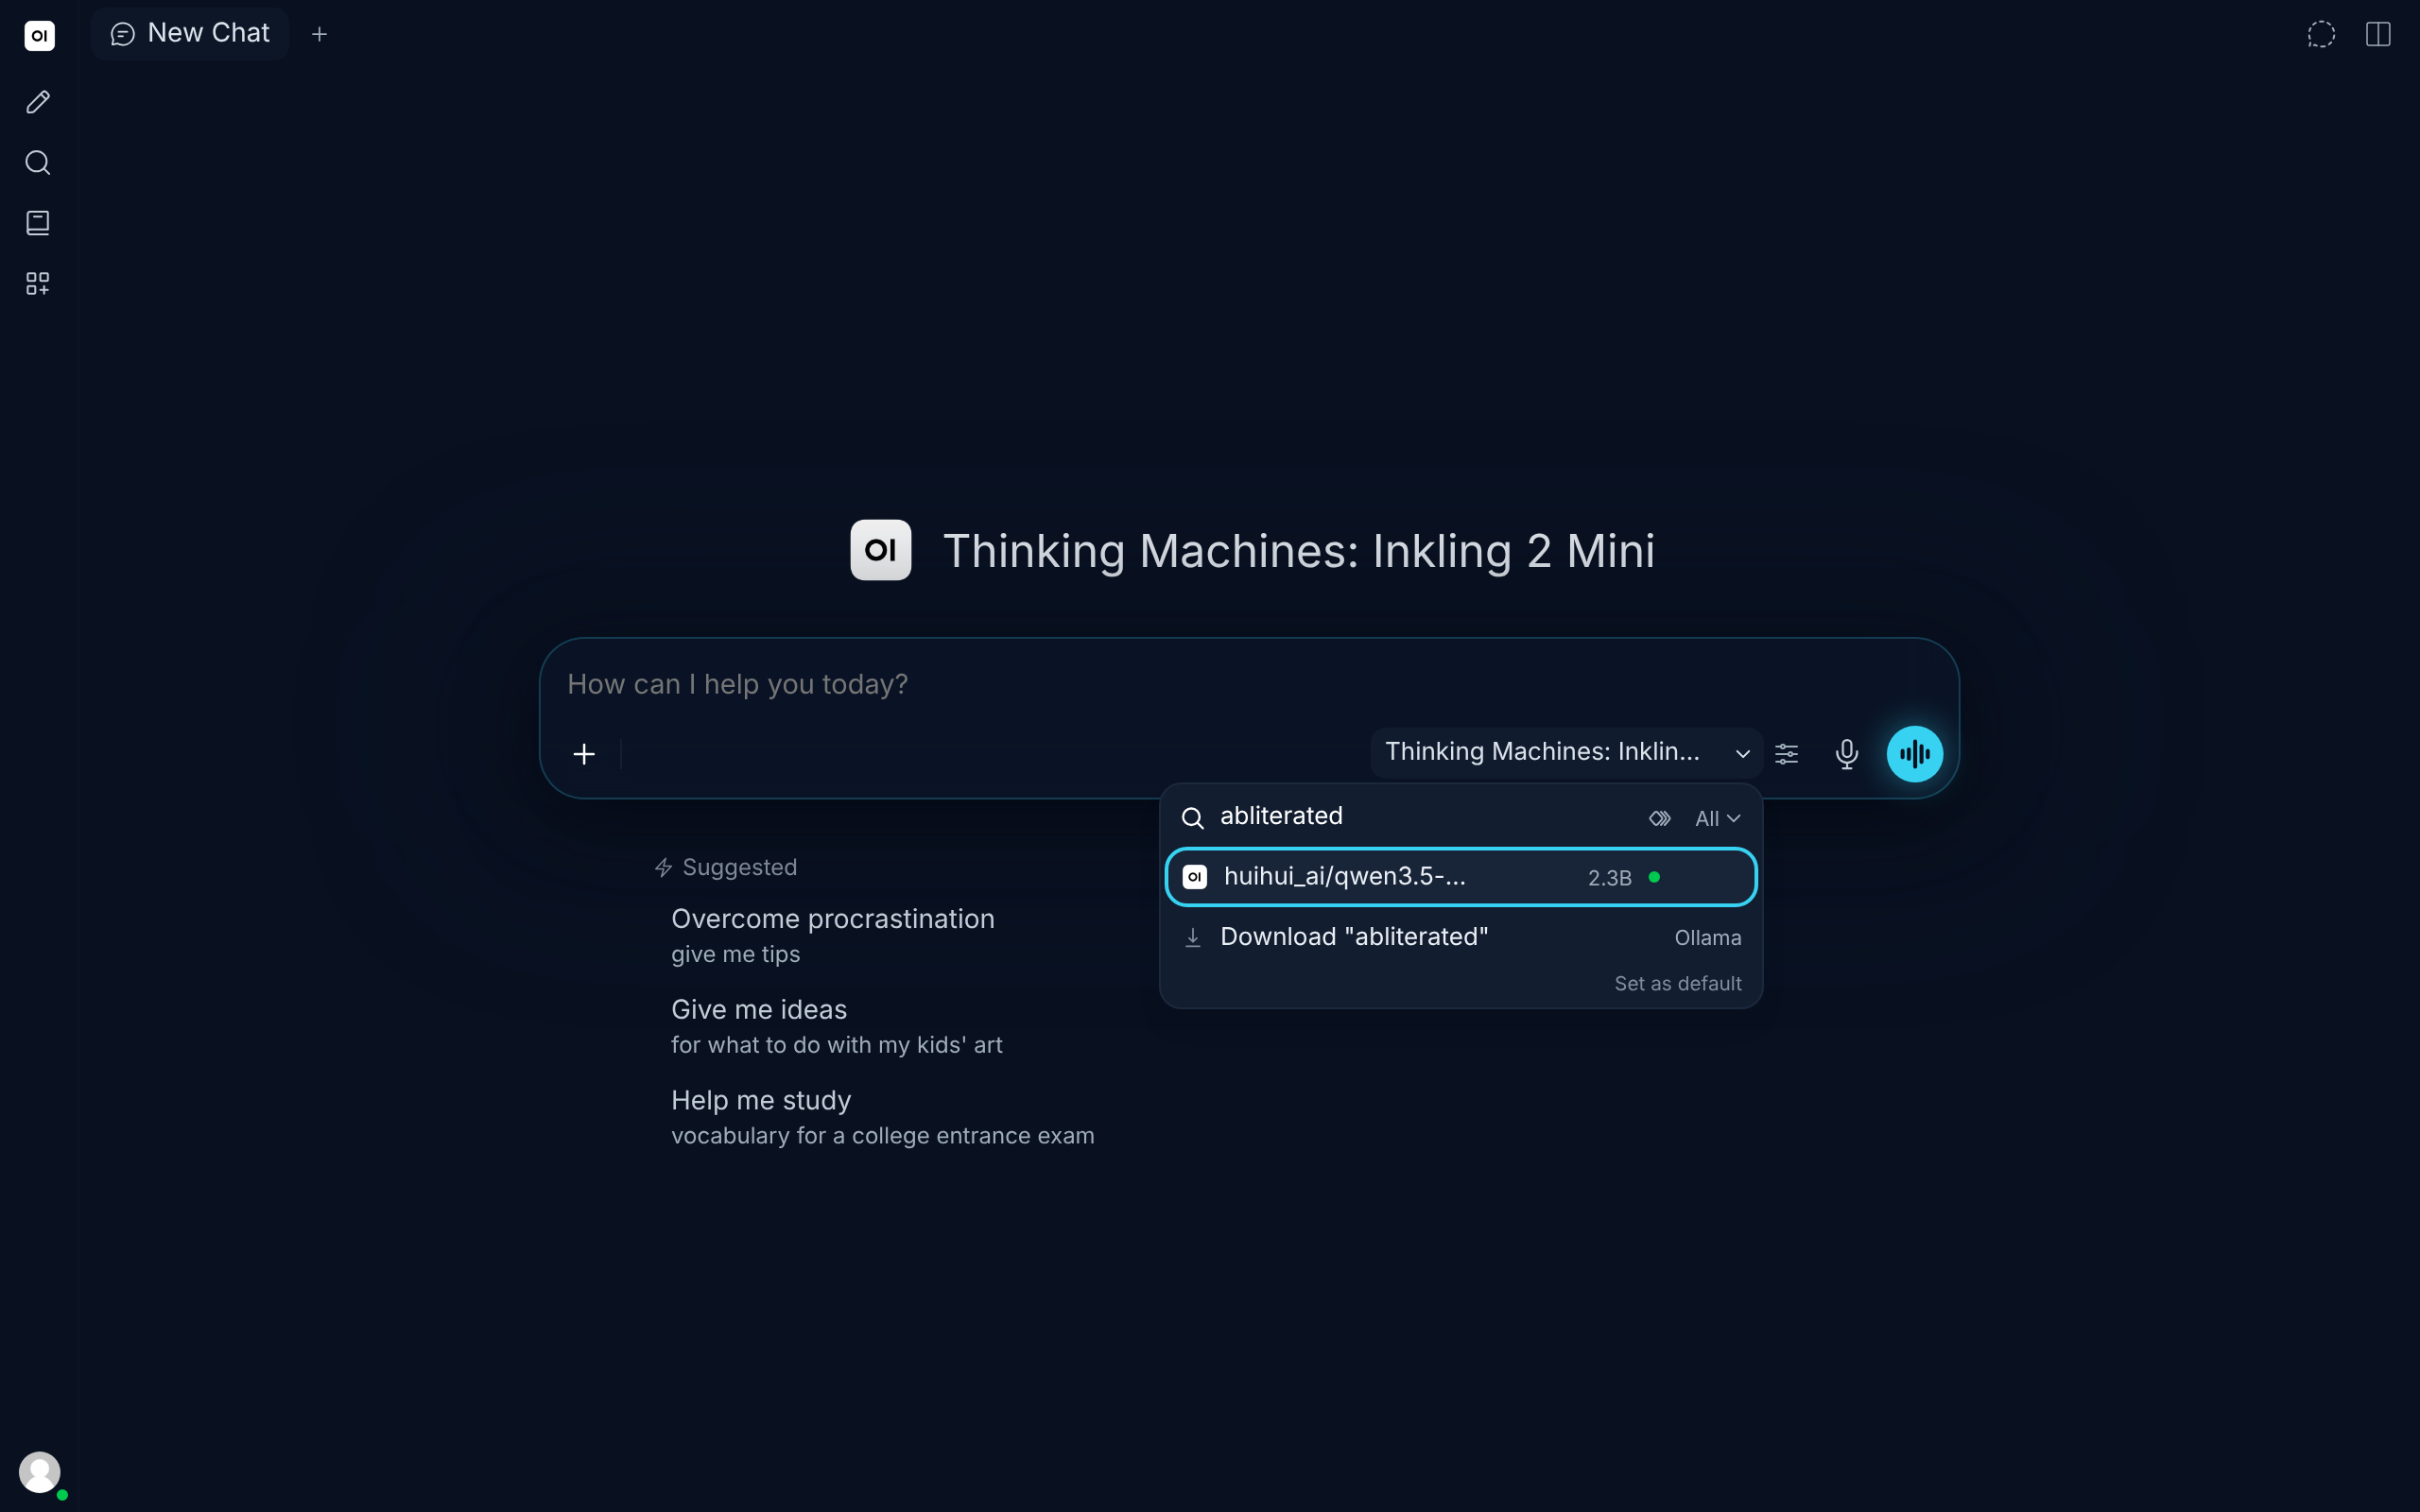 OI
New Chat
OI Thinking Machines: Inkling 2 Mini
How can I help you today?
Thinking Machines: Inklin...
abliterated
All
OI huihui_ai/qwen3.5-... 2.3B
Download "abliterated" Ollama
Set as default
Suggested
Overcome procrastination
give me tips
Give me ideas
for what to do with my kids' art
Help me study
vocabulary for a college entrance exam